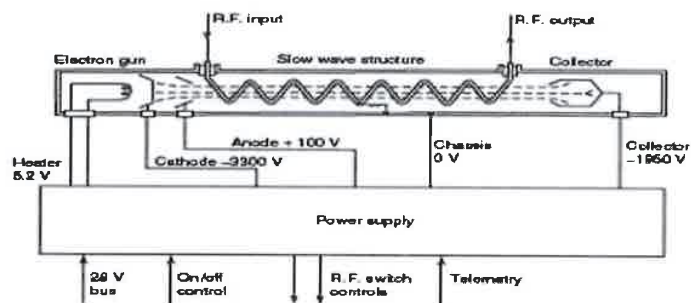 R.F. input
R.F. output
Electron gun
Slow wave structure
Collector
Anode + 100 V
Chassis
0 V
Heater
5.2 V
Cathode –3300 V
Collector
–1950 V
Power supply
28 V
bus
On/off
control
R.F. switch
controls
Telemetry